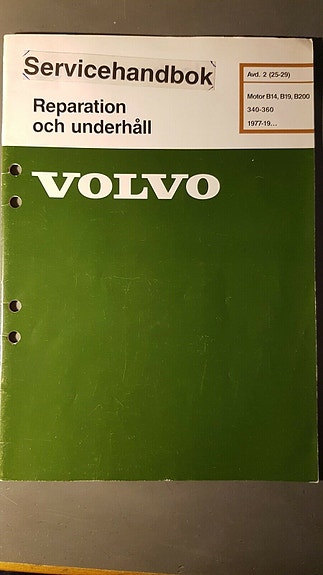 Servicehandbok
Reparation
och underhåll
Avd. 2 (25-29)
Motor B14, B19, B200
340-360
1977-19...
VOLVO